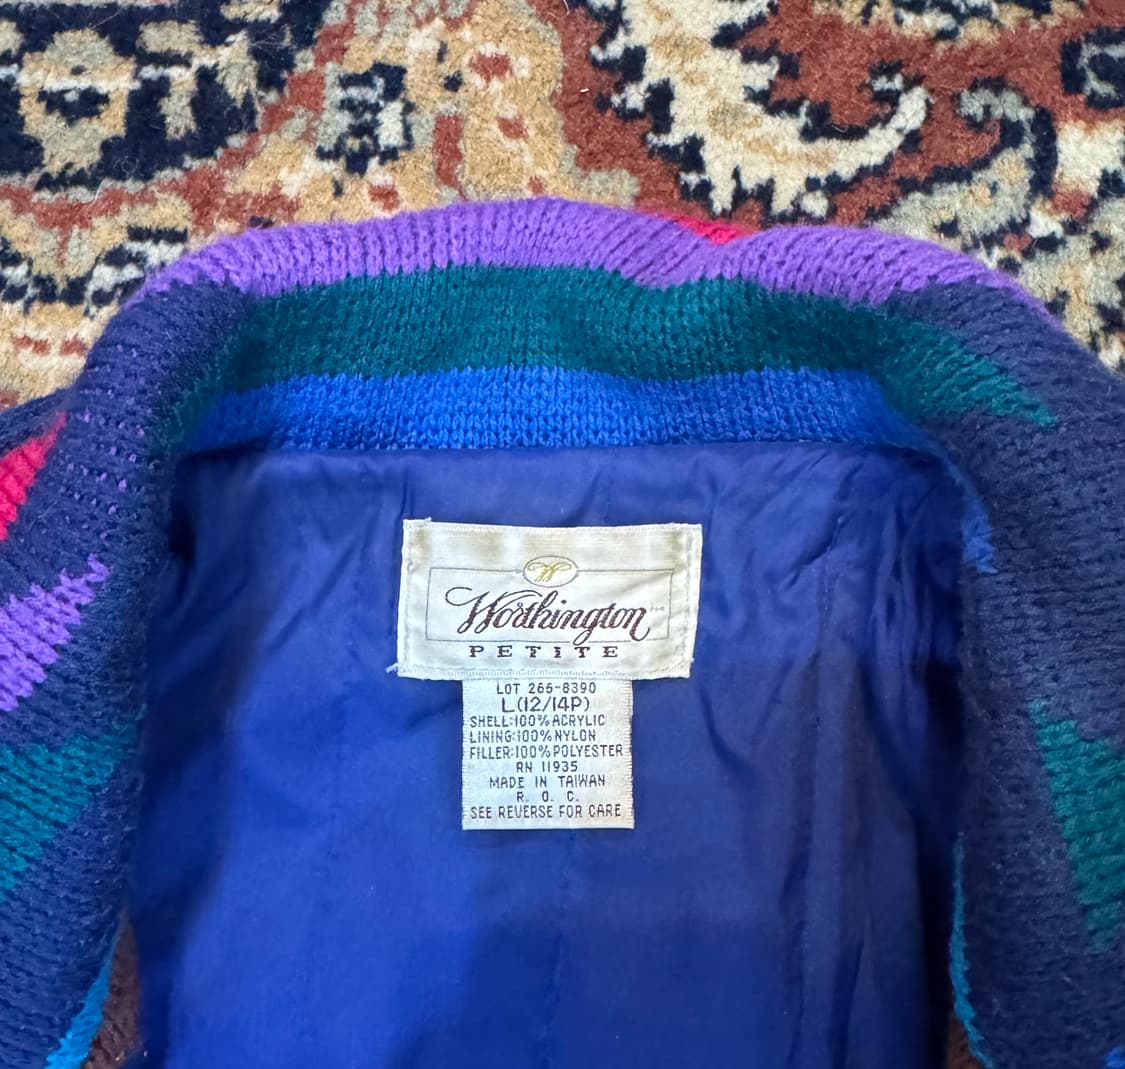 W
Worthington
PETITE
LOT 266-8390
L(12/14P)
SHELL:100%ACRYLIC
LINING:100%NYLON
FILLER:100%POLYESTER
RN 11935
MADE IN TAIWAN
R. O. C.
SEE REVERSE FOR CARE